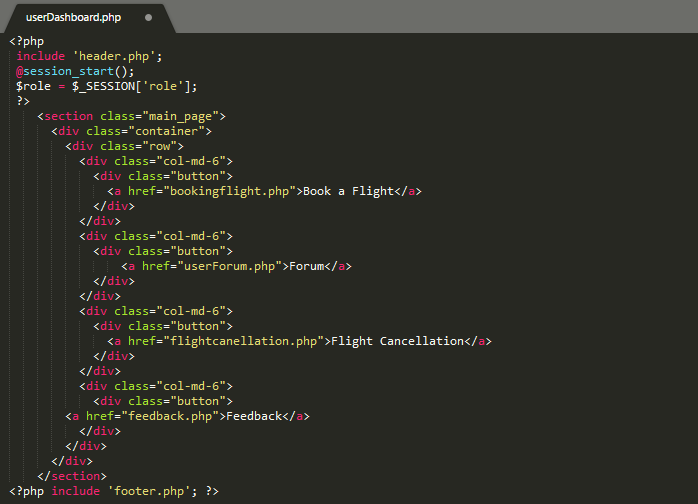 userDashboard.php
<?php
include 'header.php';
@session_start();
$role = $_SESSION['role'];
?>
<section class="main_page">
<div class="container">
<div class="row">
<div class="col-md-6">
<div class="button">
<a href="bookingflight.php">Book a Flight</a>
</div>
</div>
<div class="col-md-6">
<div class="button">
<a href="userForum.php">Forum</a>
</div>
</div>
<div class="col-md-6">
<div class="button">
<a href="flightcanellation.php">Flight Cancellation</a>
</div>
</div>
<div class="col-md-6">
<div class="button">
<a href="feedback.php">Feedback</a>
</div>
</div>
</div>
</section>
<?php include 'footer.php'; ?>